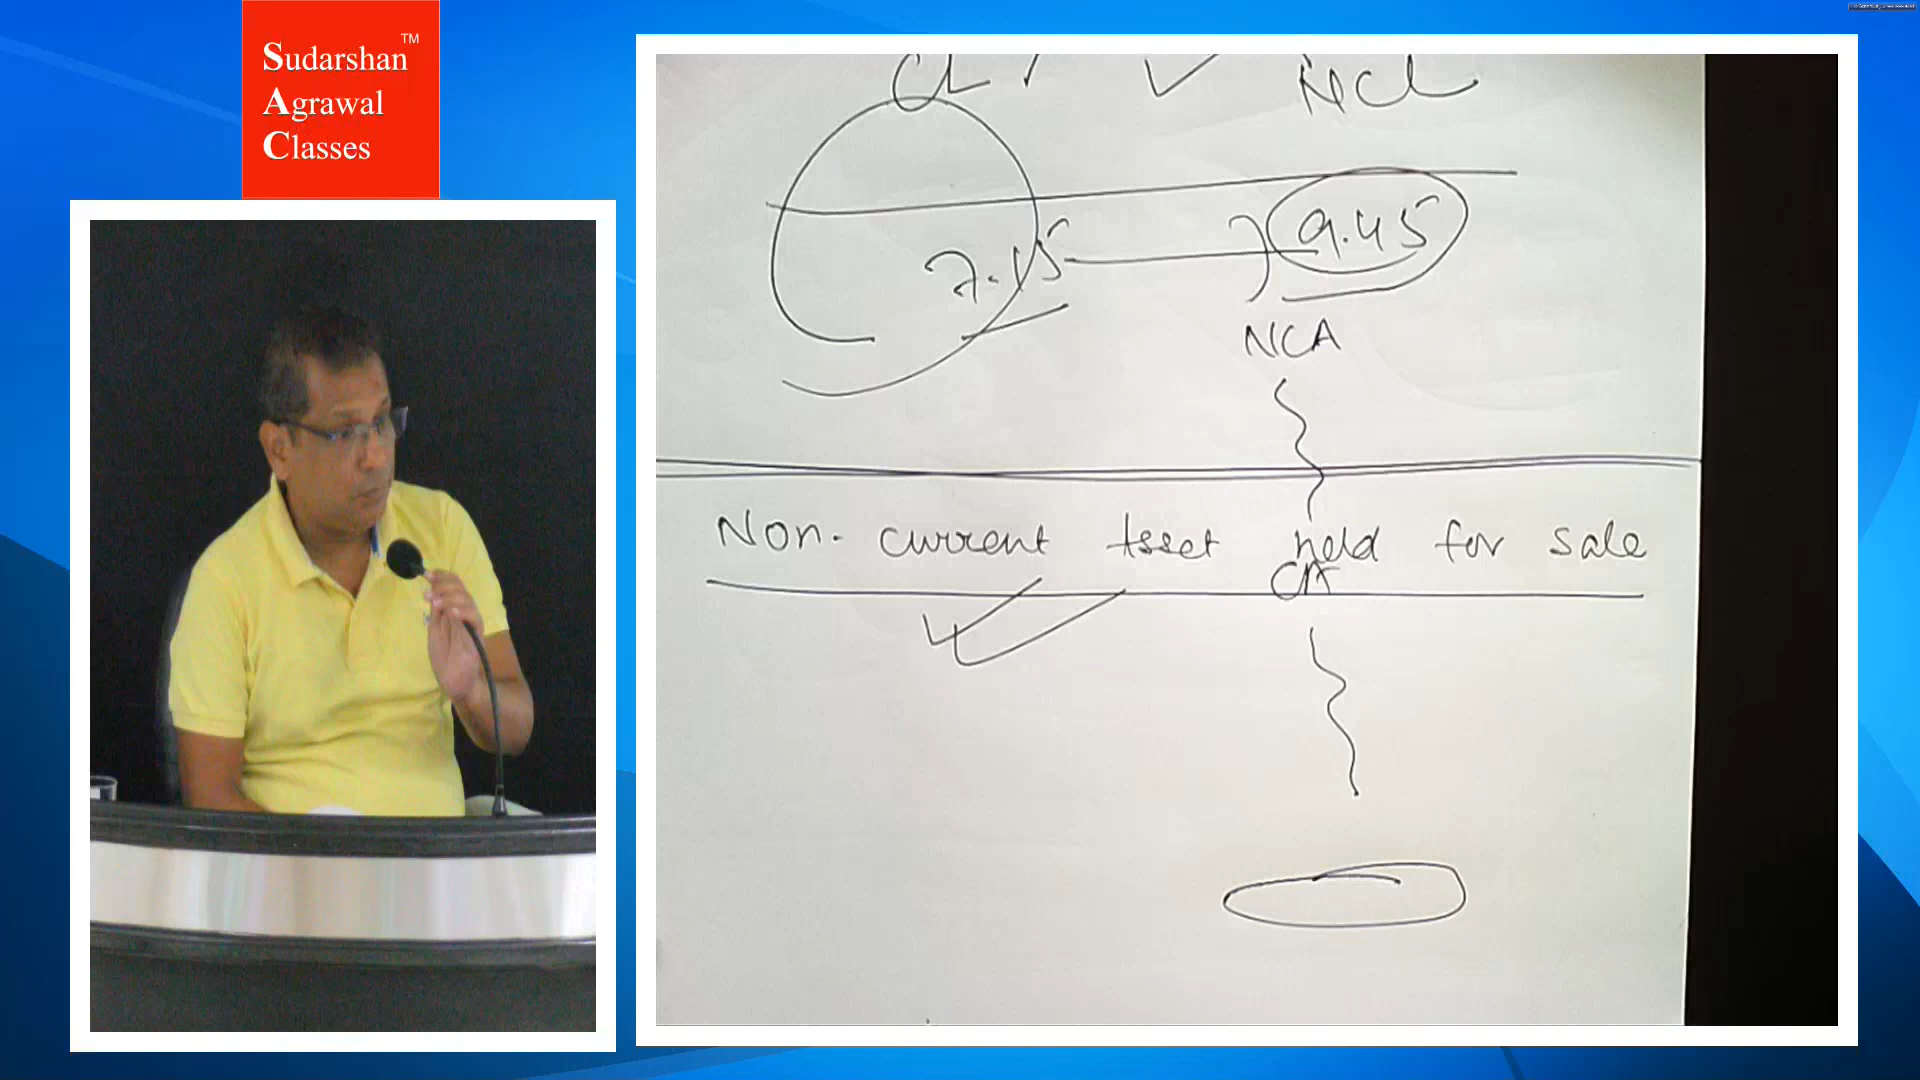 Sudarshan™
Agrawal
Classes
CL
NCL
7.15
9.45
NCA
Non-current Asset held for sale
CA